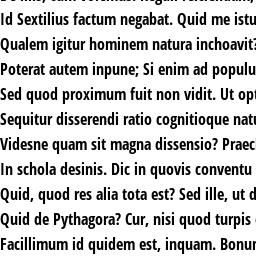 Id Sextilius factum negabat. Quid me istu
Qualem igitur hominem natura inchoavit?
Poterat autem inpune; Si enim ad populu
Sed quod proximum fuit non vidit. Ut opt
Sequitur disserendi ratio cognitioque natu
Videsne quam sit magna dissensio? Praec
In schola desinis. Dic in quovis conventu
Quid, quod res alia tota est? Sed ille, ut d
Quid de Pythagora? Cur, nisi quod turpis
Facillimum id quidem est, inquam. Bonum